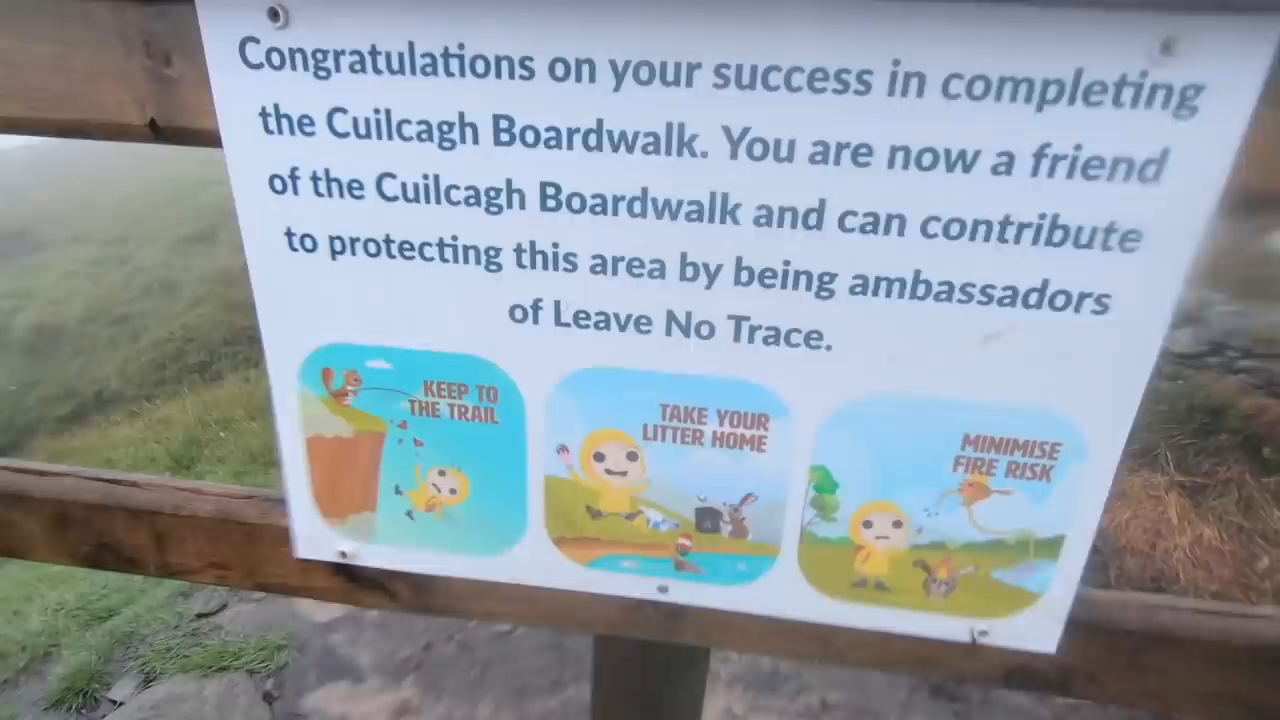 Congratulations on your success in completing
the Cuilcagh Boardwalk. You are now a friend
of the Cuilcagh Boardwalk and can contribute
to protecting this area by being ambassadors
of Leave No Trace.
KEEP TO
THE TRAIL
TAKE YOUR
LITTER HOME
MINIMISE
FIRE RISK